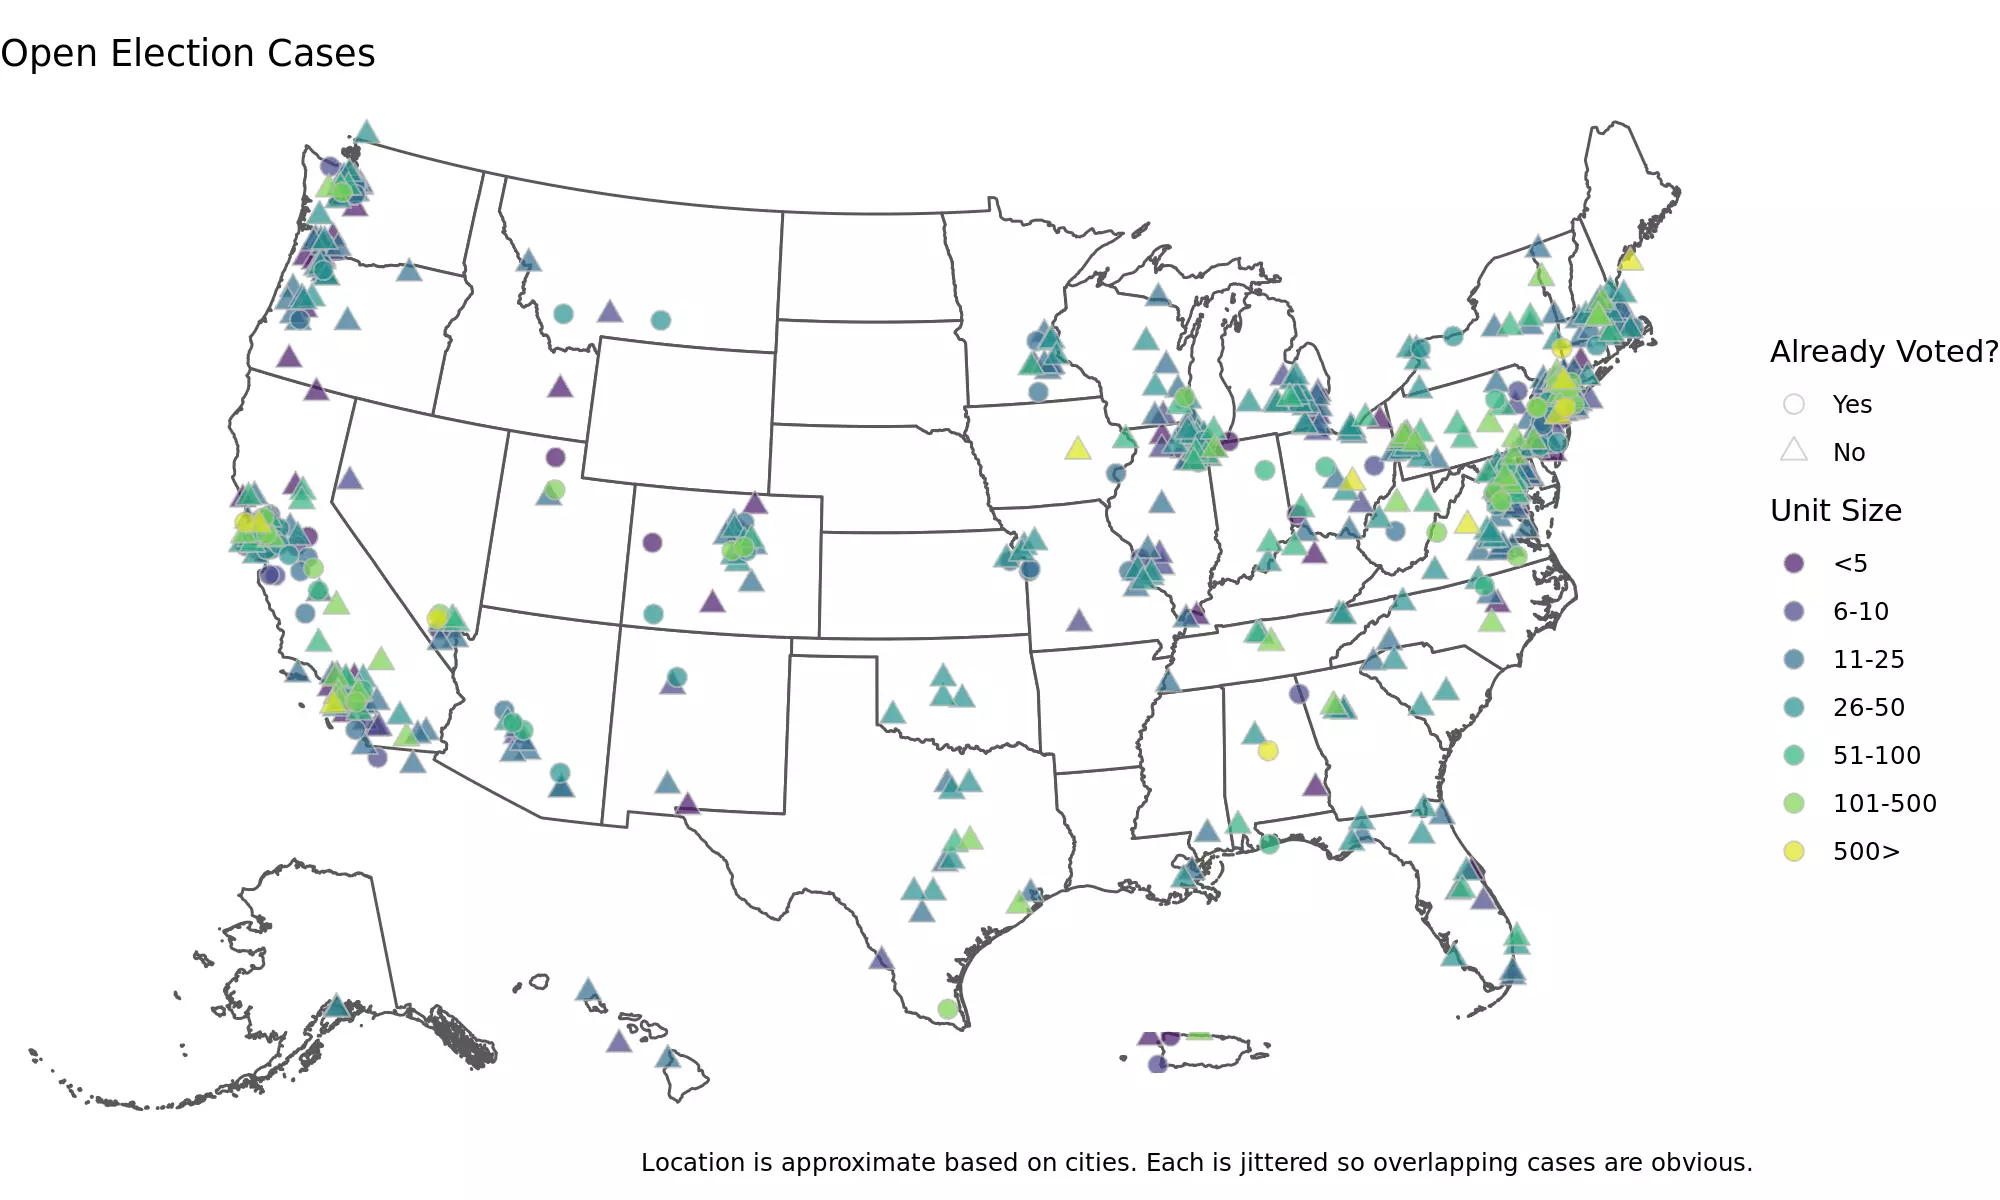 Open Election Cases
Already Voted?
Yes
No
Unit Size
<5
6-10
11-25
26-50
51-100
101-500
500>
Location is approximate based on cities. Each is jittered so overlapping cases are obvious.